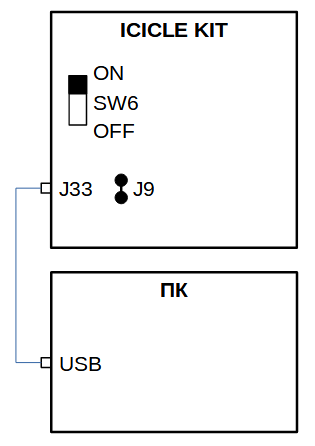 ICICLE KIT
ON
SW6
OFF
J33 J9
ПК
USB